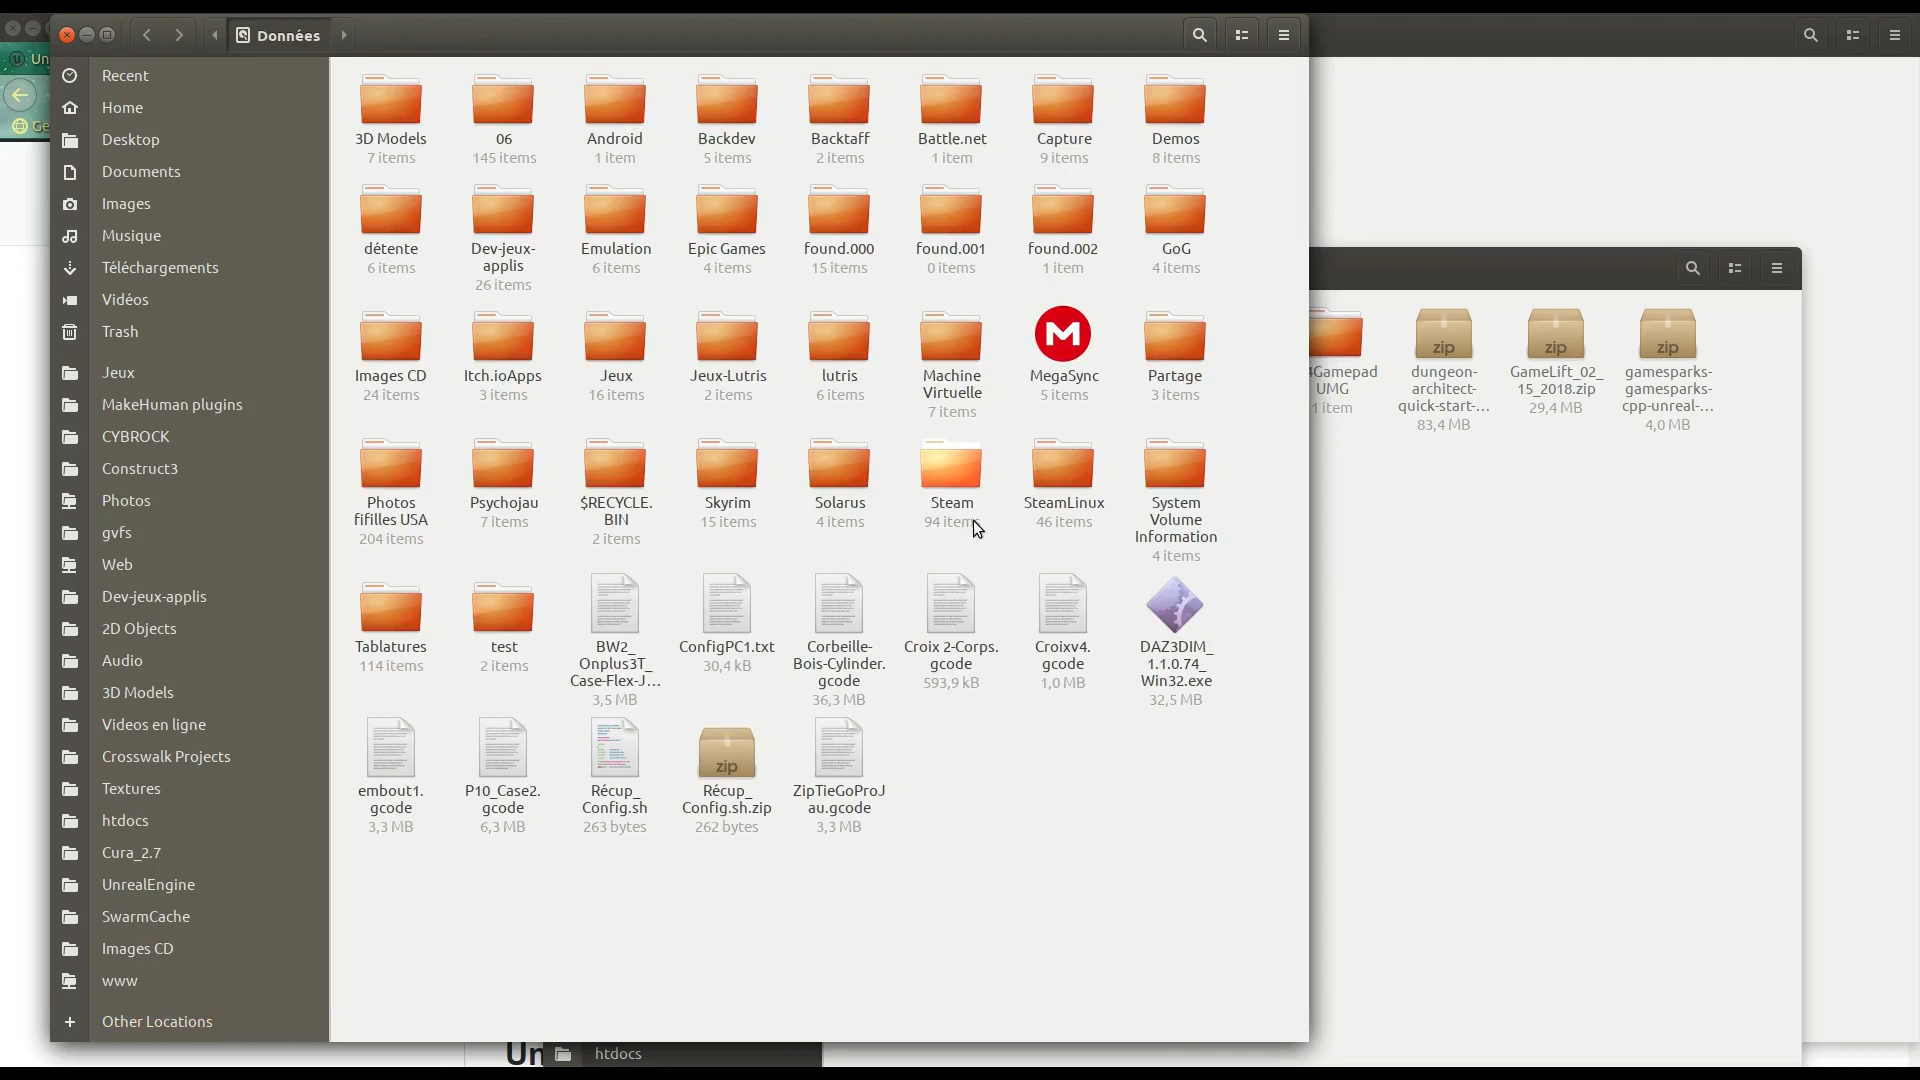 Données
Un
Ge
Recent
Home
Desktop
Documents
Images
Musique
Téléchargements
Vidéos
Trash
Jeux
MakeHuman plugins
CYBROCK
Construct3
Photos
gvfs
Web
Dev-jeux-applis
2D Objects
Audio
3D Models
Videos en ligne
Crosswalk Projects
Textures
htdocs
Cura_2.7
UnrealEngine
SwarmCache
Images CD
www
Other Locations
3D Models
7 items
06
145 items
Android
1 item
Backdev
5 items
Backtaff
2 items
Battle.net
1 item
Capture
9 items
Demos
8 items
détente
6 items
Dev-jeux-
applis
26 items
Emulation
6 items
Epic Games
4 items
found.000
15 items
found.001
0 items
found.002
1 item
GoG
4 items
Images CD
24 items
Itch.ioApps
3 items
Jeux
16 items
Jeux-Lutris
2 items
lutris
6 items
Machine
Virtuelle
7 items
M
MegaSync
5 items
Partage
3 items
Photos
fifilles USA
204 items
Psychojau
7 items
$RECYCLE.
BIN
2 items
Skyrim
15 items
Solarus
4 items
Steam
94 items
SteamLinux
46 items
System
Volume
Information
4 items
Tablatures
114 items
test
2 items
BW2_
Onplus3T_
Case-Flex-J...
3,5 MB
ConfigPC1.txt
30,4 kB
Corbeille-
Bois-Cylinder.
gcode
36,3 MB
Croix 2-Corps.
gcode
593,9 kB
Croixv4.
gcode
1,0 MB
DAZ3DIM_
1.1.0.74_
Win32.exe
32,5 MB
embout1.
gcode
3,3 MB
P10_Case2.
gcode
6,3 MB
Récup_
Config.sh
263 bytes
zip
Récup_
Config.sh.zip
262 bytes
ZipTieGoProJ
au.gcode
3,3 MB
4Gamepad
UMG
1 item
zip
dungeon-
architect-
quick-start-...
83,4 MB
zip
GameLift_02_
15_2018.zip
29,4 MB
zip
gamesparks-
gamesparks-
cpp-unreal-...
4,0 MB
Un
htdocs